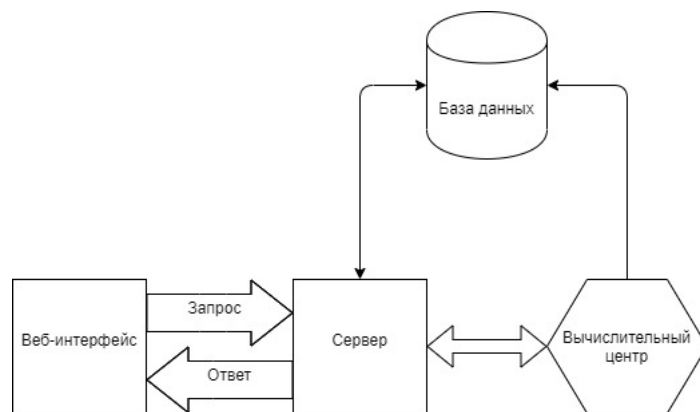 База данных
Запрос
Веб-интерфейс
Сервер
Вычислительный
центр
Ответ